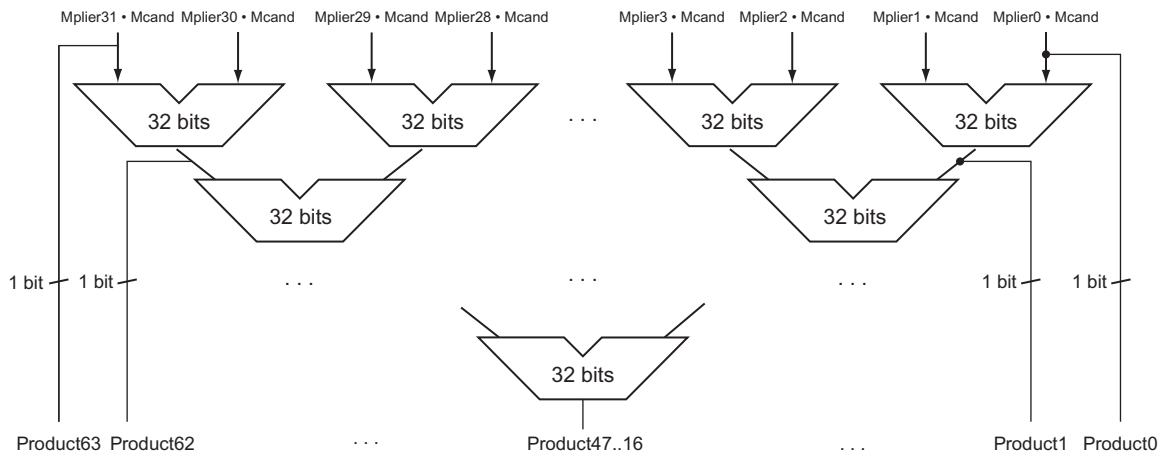 Mplier31 • Mcand Mplier30 • Mcand Mplier29 • Mcand Mplier28 • Mcand Mplier3 • Mcand Mplier2 • Mcand Mplier1 • Mcand Mplier0 • Mcand
32 bits 32 bits . . . 32 bits 32 bits
32 bits 32 bits
1 bit 1 bit . . . . . . . . . 1 bit 1 bit
32 bits
Product63 Product62 . . . Product47..16 . . . Product1 Product0